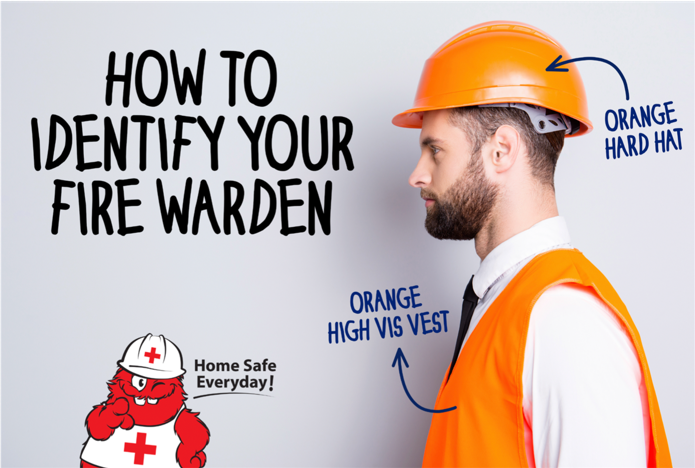 HOW TO
IDENTIFY YOUR
FIRE WARDEN
ORANGE
HARD HAT
ORANGE
HIGH VIS VEST
Home Safe
Everyday!